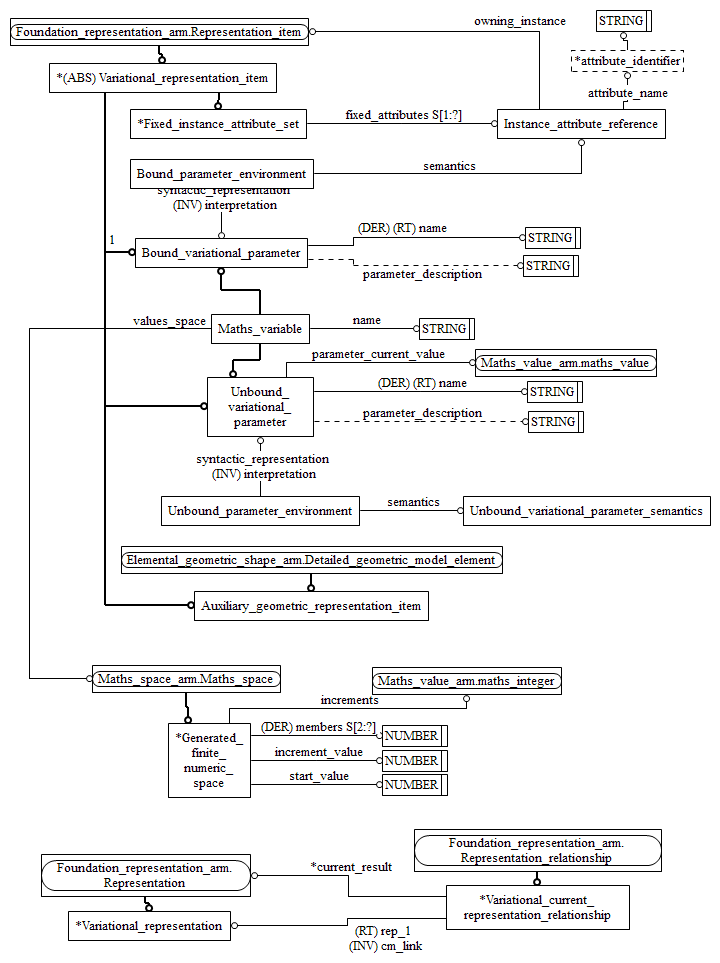 owning_instance
STRING
Foundation_representation_arm.Representation_item
*attribute_identifier
*(ABS) Variational_representation_item
attribute_name
*Fixed_instance_attribute_set
fixed_attributes S[1:?]
Instance_attribute_reference
Bound_parameter_environment
semantics
syntactic_representation
(INV) interpretation
1
Bound_variational_parameter
(DER) (RT) name
STRING
parameter_description
STRING
values_space
Maths_variable
name
STRING
parameter_current_value
Maths_value_arm.maths_value
Unbound_
variational_
parameter
(DER) (RT) name
STRING
parameter_description
STRING
syntactic_representation
(INV) interpretation
Unbound_parameter_environment
semantics
Unbound_variational_parameter_semantics
Elemental_geometric_shape_arm.Detailed_geometric_model_element
Auxiliary_geometric_representation_item
Maths_space_arm.Maths_space
Maths_value_arm.maths_integer
increments
*Generated_
finite_
numeric_
space
(DER) members S[2:?]
NUMBER
increment_value
NUMBER
start_value
NUMBER
Foundation_representation_arm.
Representation_relationship
Foundation_representation_arm.
Representation
*current_result
*Variational_current_
representation_relationship
*Variational_representation
(RT) rep_1
(INV) cm_link